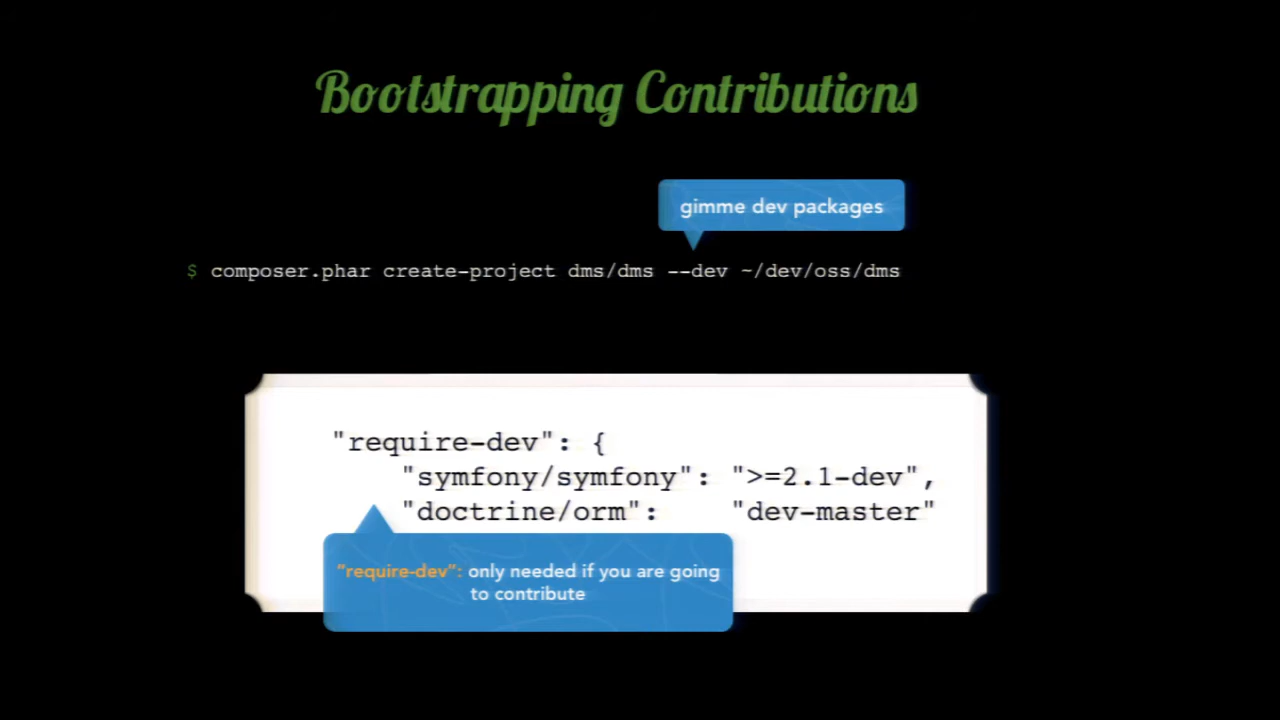 Bootstrapping Contributions
gimme dev packages
$ composer.phar create-project dms/dms --dev ~/dev/oss/dms
"require-dev": {
"symfony/symfony": ">=2.1-dev",
"doctrine/orm": "dev-master"
"require-dev": only needed if you are going
to contribute